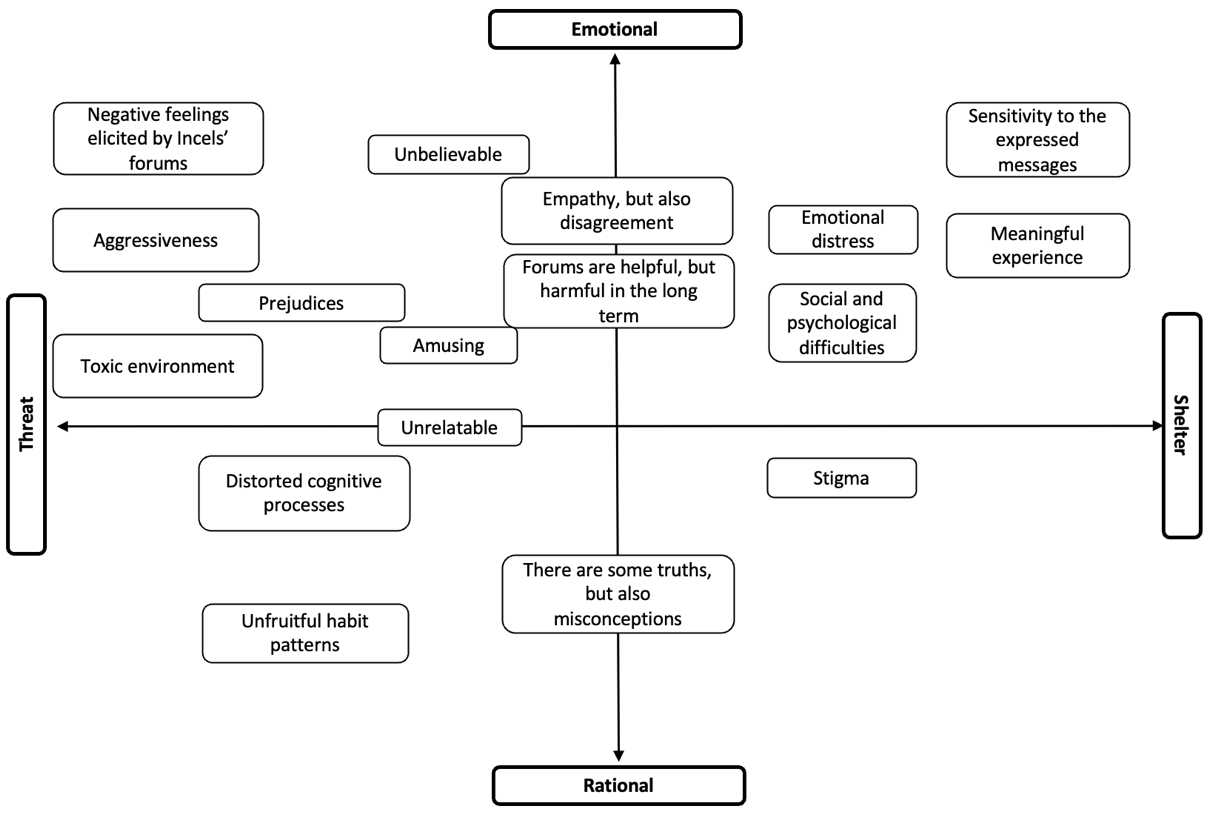 Emotional
Negative feelings
elicited by Incels’
forums
Unbelievable
Sensitivity to the
expressed
messages
Empathy, but also
disagreement
Emotional
distress
Aggressiveness
Meaningful
experience
Forums are helpful, but
harmful in the long
term
Prejudices
Social and
psychological
difficulties
Amusing
Toxic environment
Threat
Unrelatable
Shelter
Distorted cognitive
processes
Stigma
There are some truths,
but also
misconceptions
Unfruitful habit
patterns
Rational